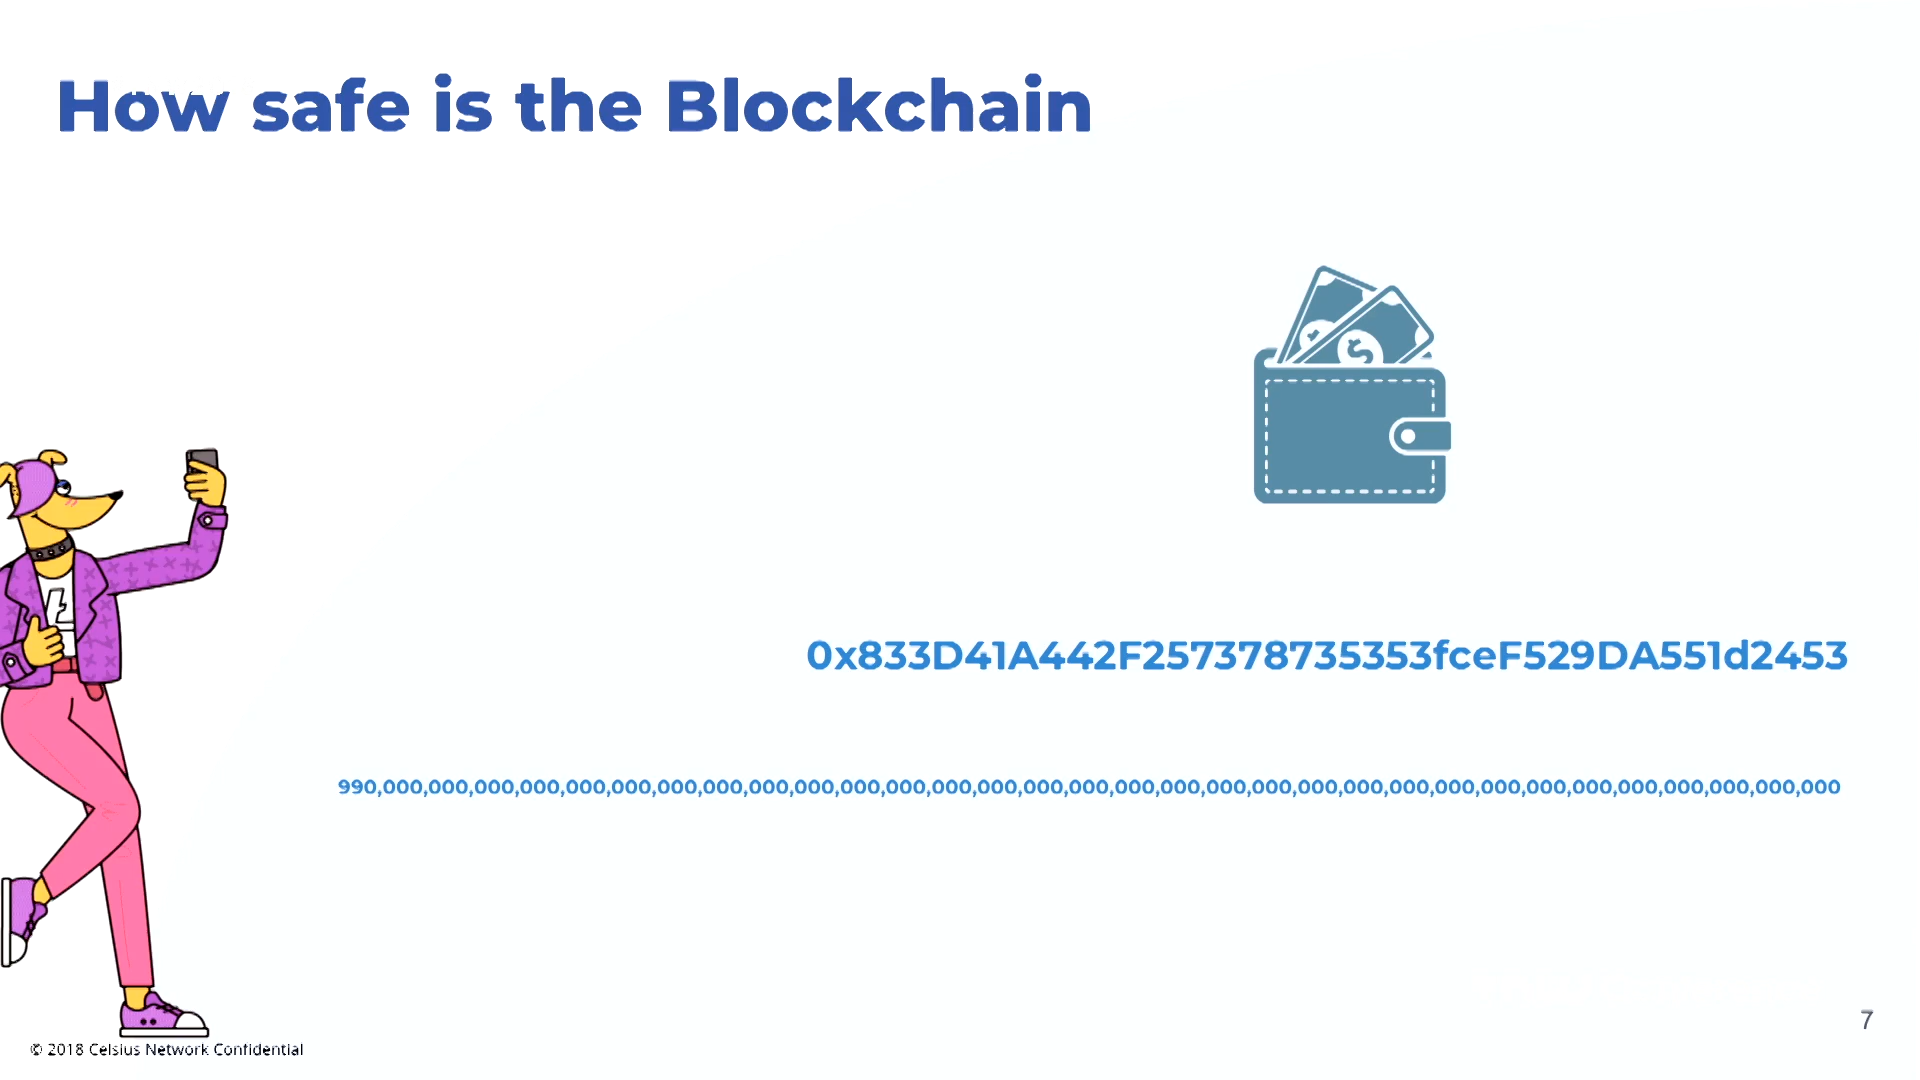 How safe is the Blockchain
0x833D41A442F257378735353fceF529DA551d2453
990,000,000,000,000,000,000,000,000,000,000,000,000,000,000,000,000,000,000,000,000,000,000,000,000,000,000,000,000,000,000,000,000
7
© 2018 Celsius Network Confidential